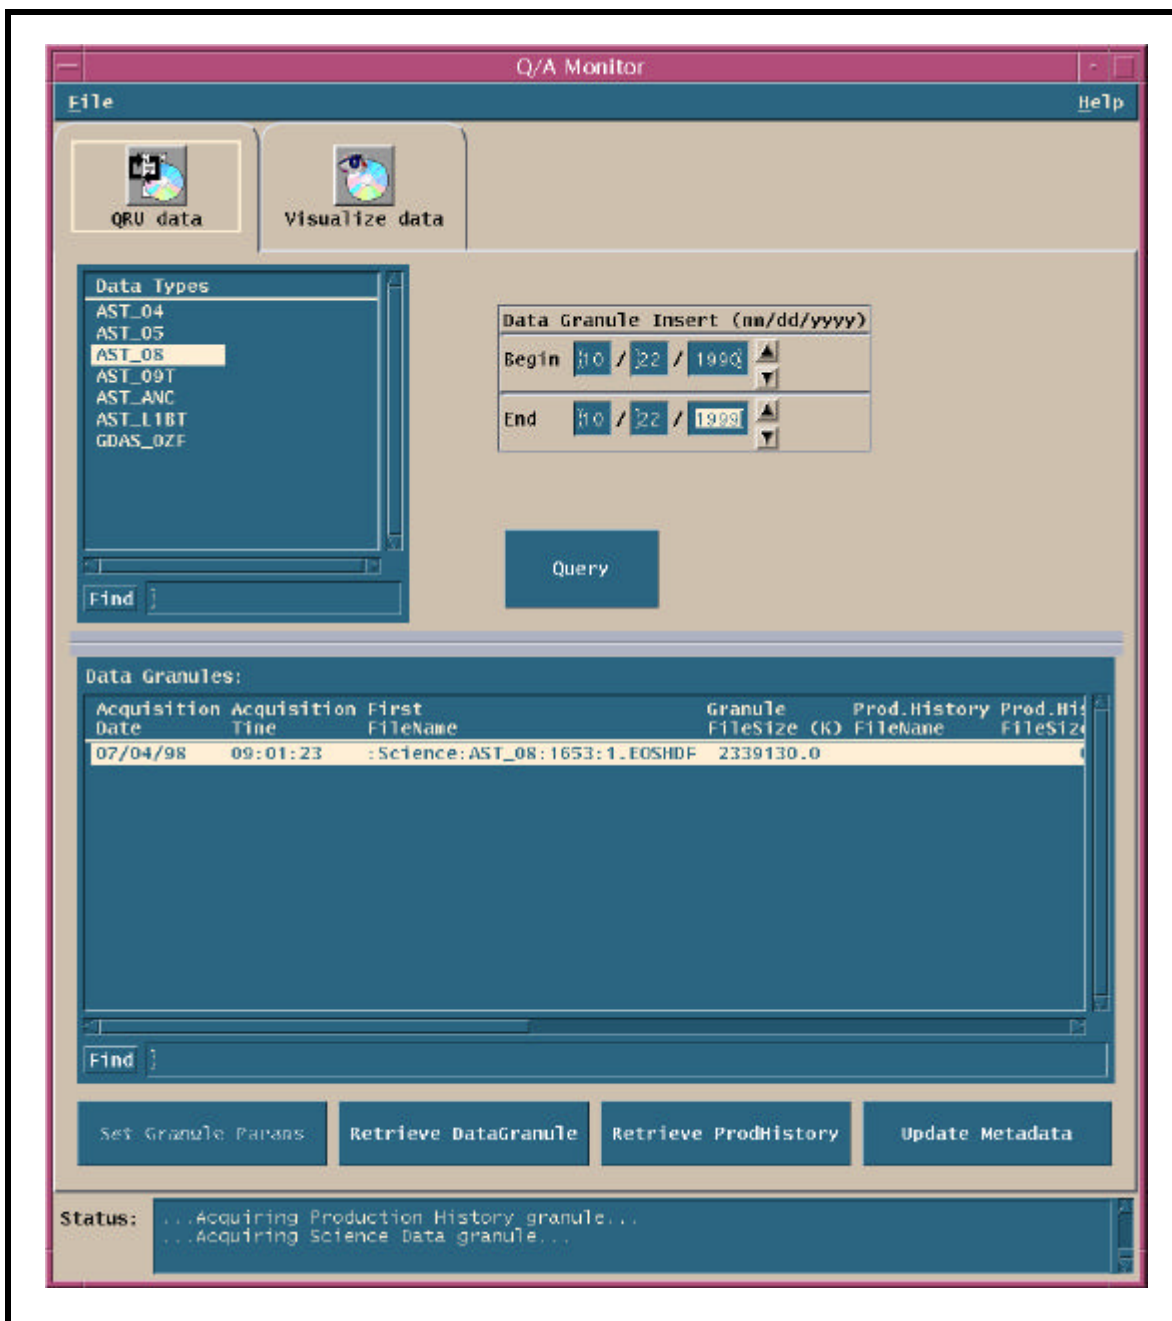 Q/A Monitor
File Help
QRU data
Visualize data
Data Types
AST_04
AST_05
AST_08
AST_09T
AST_ANC
AST_L1BT
GDAS_0ZF
Find
Data Granule Insert (mm/dd/yyyy)
Begin 10 / 22 / 1990
End 10 / 22 / 1999
Query
Data Granules:
Acquisition Acquisition First Granule Prod.History Prod.His
Date Time FileName FileSize (K) FileName FileSize
07/04/98 09:01:23 :Science:AST_08:1653:1.EOSHDF 2339130.0
Find
Set Granule Params
Retrieve DataGranule
Retrieve ProdHistory
Update Metadata
Status: ...Acquiring Production History granule...
...Acquiring Science Data granule...